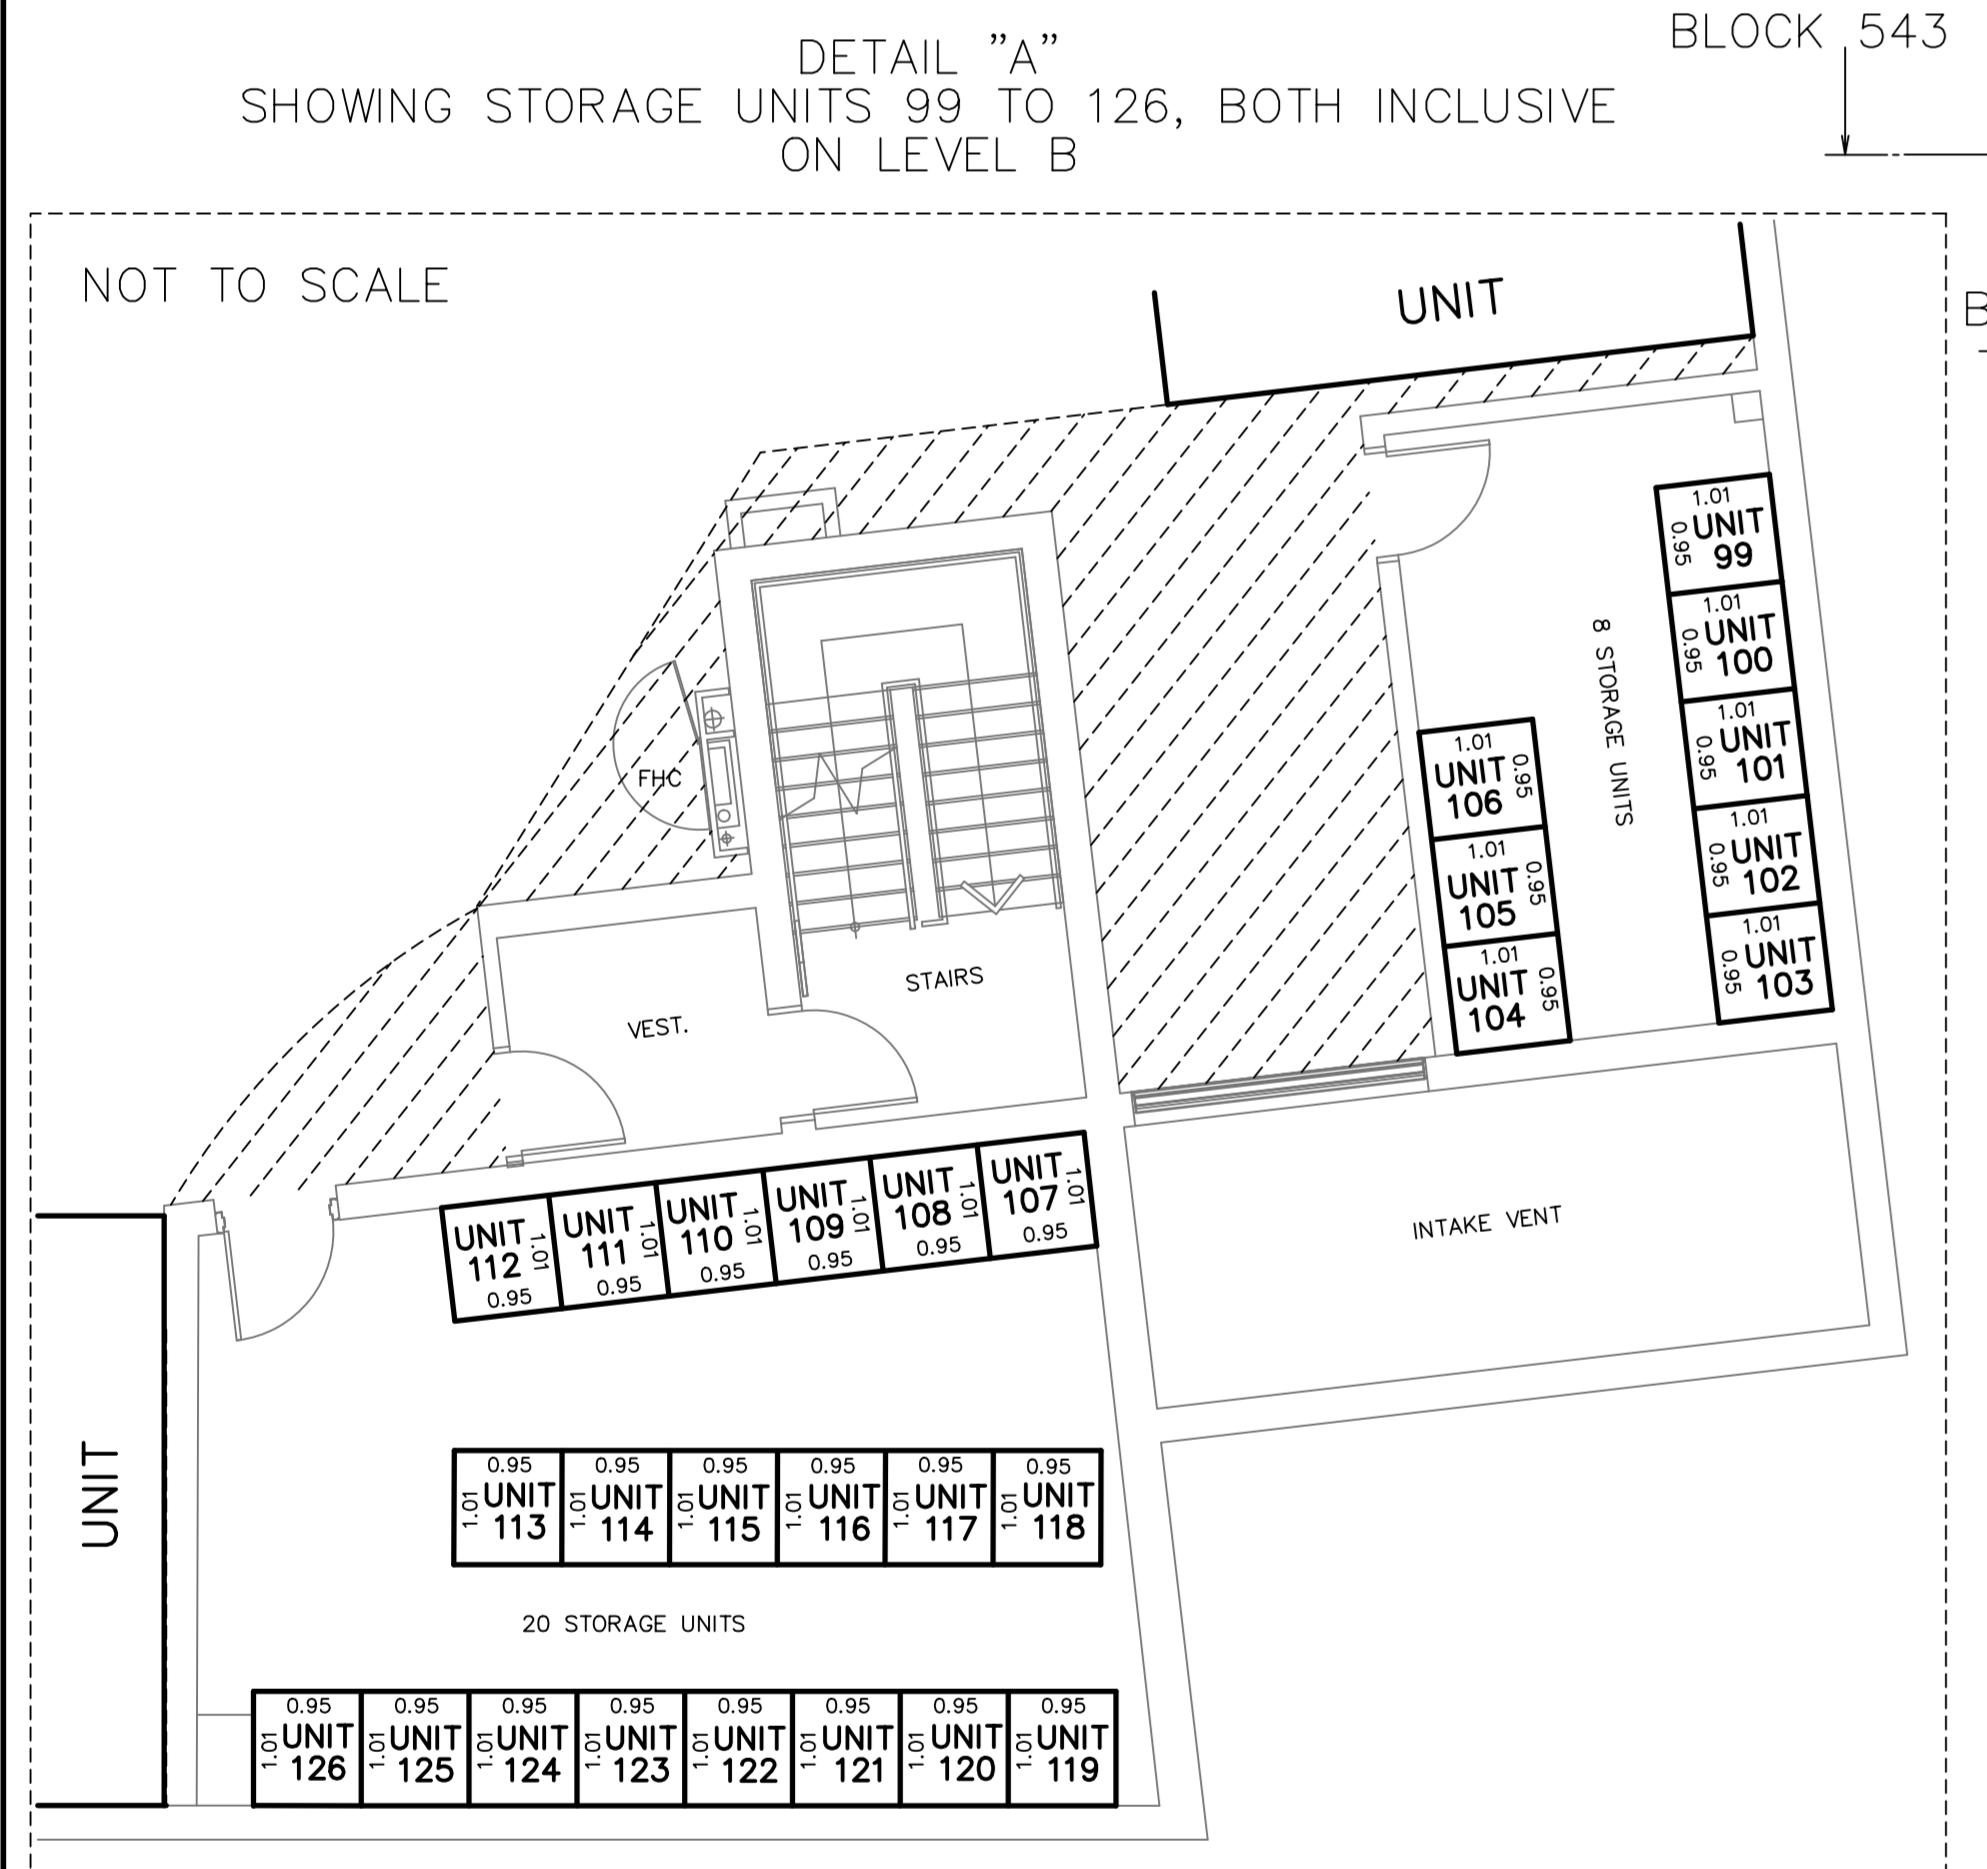 DETAIL "A"
SHOWING STORAGE UNITS 99 TO 126, BOTH INCLUSIVE
ON LEVEL B
BLOCK 543
B
NOT TO SCALE
UNIT
1.01
0.95
UNIT
99
1.01
0.95
UNIT
100
1.01
0.95
UNIT
101
1.01
0.95
UNIT
102
1.01
0.95
UNIT
103
8 STORAGE UNITS
1.01
0.95
UNIT
106
1.01
0.95
UNIT
105
1.01
0.95
UNIT
104
FHC
STAIRS
VEST.
INTAKE VENT
UNIT
112
1.01
0.95
UNIT
111
1.01
0.95
UNIT
110
1.01
0.95
UNIT
109
1.01
0.95
UNIT
108
1.01
0.95
UNIT
107
1.01
0.95
UNIT
0.95
1.01
UNIT
113
0.95
1.01
UNIT
114
0.95
1.01
UNIT
115
0.95
1.01
UNIT
116
0.95
1.01
UNIT
117
0.95
1.01
UNIT
118
20 STORAGE UNITS
0.95
1.01
UNIT
126
0.95
1.01
UNIT
125
0.95
1.01
UNIT
124
0.95
1.01
UNIT
123
0.95
1.01
UNIT
122
0.95
1.01
UNIT
121
0.95
1.01
UNIT
120
0.95
1.01
UNIT
119